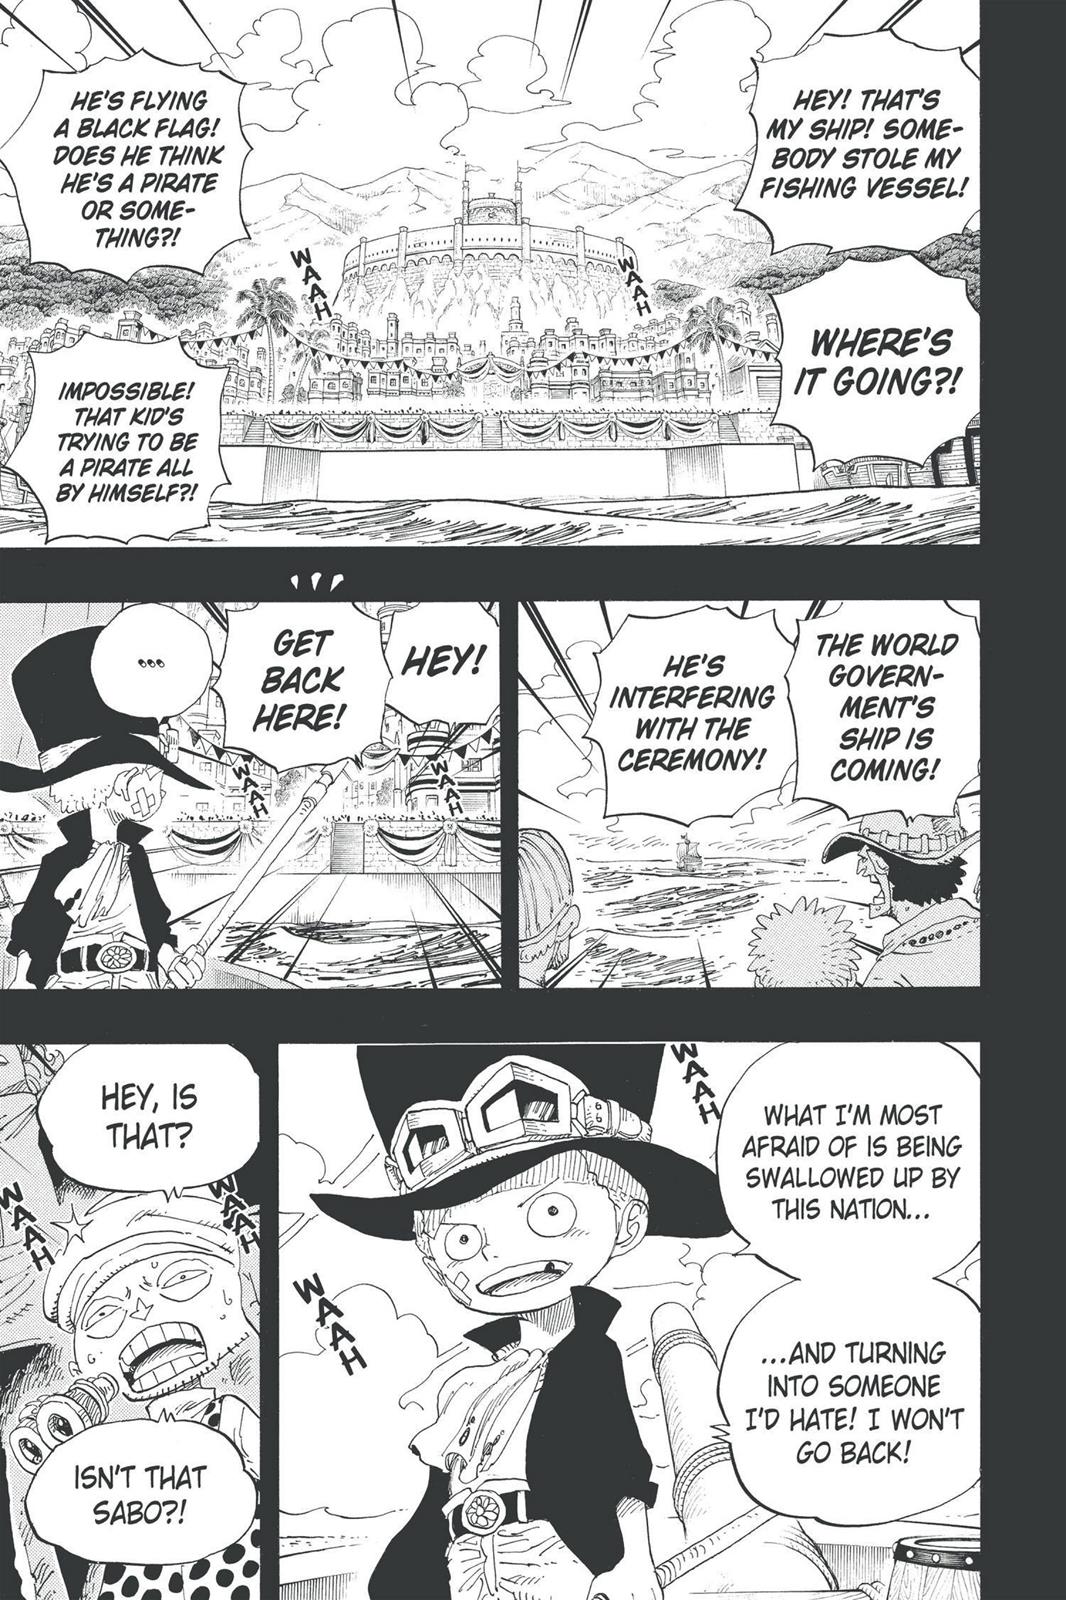 HEY! THAT'S
MY SHIP! SOME-
BODY STOLE MY
FISHING VESSEL!
WHERE'S
IT GOING?!
HE'S FLYING
A BLACK FLAG!
DOES HE THINK
HE'S A PIRATE
OR SOME-
THING?!
IMPOSSIBLE!
THAT KID'S
TRYING TO BE
A PIRATE ALL
BY HIMSELF?!
WAAH
WAAH
THE WORLD
GOVERN-
MENT'S
SHIP IS
COMING!
HE'S
INTERFERING
WITH THE
CEREMONY!
HEY!
GET
BACK
HERE!
...
WAAH
WAAH
WHAT I'M MOST
AFRAID OF IS BEING
SWALLOWED UP BY
THIS NATION...
...AND TURNING
INTO SOMEONE
I'D HATE! I WON'T
GO BACK!
WAAH
WAAH
HEY, IS
THAT?
ISN'T THAT
SABO?!
WAAH
WAAH